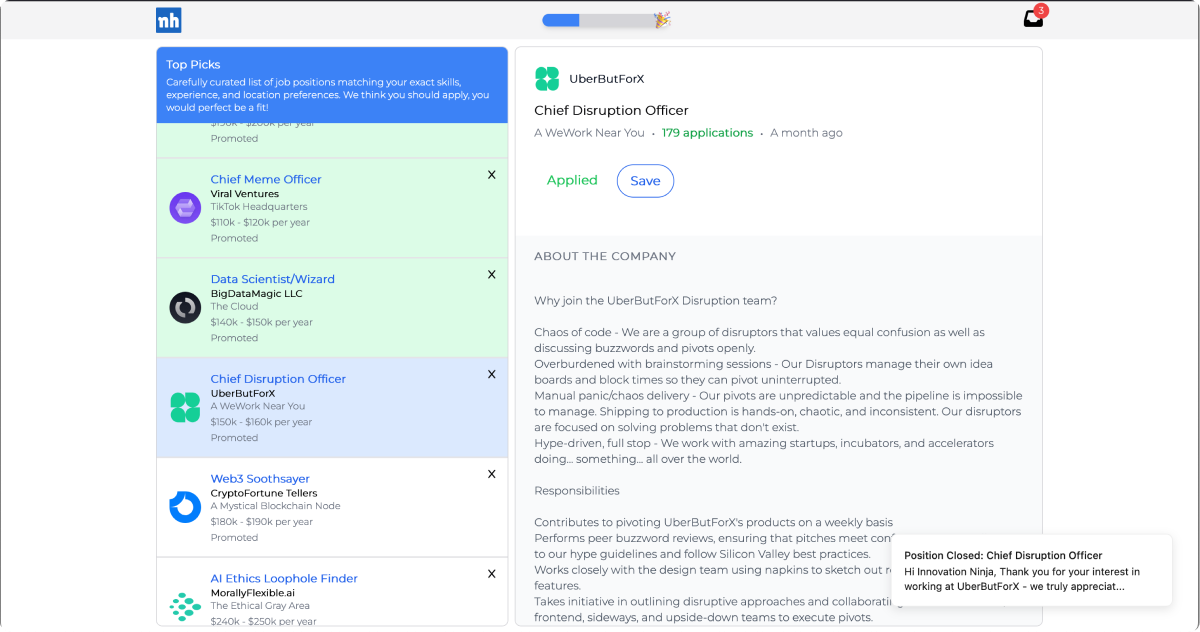 nh
3
Top Picks
Carefully curated list of job positions matching your exact skills,
experience, and location preferences. We think you should apply, you
would perfect be a fit!
$190k - $200k per year
Promoted
Chief Meme Officer
X
Viral Ventures
TikTok Headquarters
$110k - $120k per year
Promoted
Data Scientist/Wizard
X
BigDataMagic LLC
The Cloud
$140k - $150k per year
Promoted
Chief Disruption Officer
X
UberButForX
A WeWork Near You
$150k - $160k per year
Promoted
Web3 Soothsayer
X
CryptoFortune Tellers
A Mystical Blockchain Node
$180k - $190k per year
Promoted
AI Ethics Loophole Finder
X
MorallyFlexible.ai
The Ethical Gray Area
$240k - $250k per year
UberButForX
Chief Disruption Officer
A WeWork Near You • 179 applications • A month ago
Applied
Save
ABOUT THE COMPANY
Why join the UberButForX Disruption team?
Chaos of code - We are a group of disruptors that values equal confusion as well as
discussing buzzwords and pivots openly.
Overburdened with brainstorming sessions - Our Disruptors manage their own idea
boards and block times so they can pivot uninterrupted.
Manual panic/chaos delivery - Our pivots are unpredictable and the pipeline is impossible
to manage. Shipping to production is hands-on, chaotic, and inconsistent. Our disruptors
are focused on solving problems that don't exist.
Hype-driven, full stop - We work with amazing startups, incubators, and accelerators
doing... something... all over the world.
Responsibilities
Contributes to pivoting UberButForX's products on a weekly basis
Performs peer buzzword reviews, ensuring that pitches meet
to our hype guidelines and follow Silicon Valley best practices.
Works closely with the design team using napkins to sketch out
features.
Takes initiative in outlining disruptive approaches and
frontend, sideways, and upside-down teams to execute pivots.
Position Closed: Chief Disruption Officer
Hi Innovation Ninja, Thank you for your interest in
working at UberButForX - we truly appreciat...